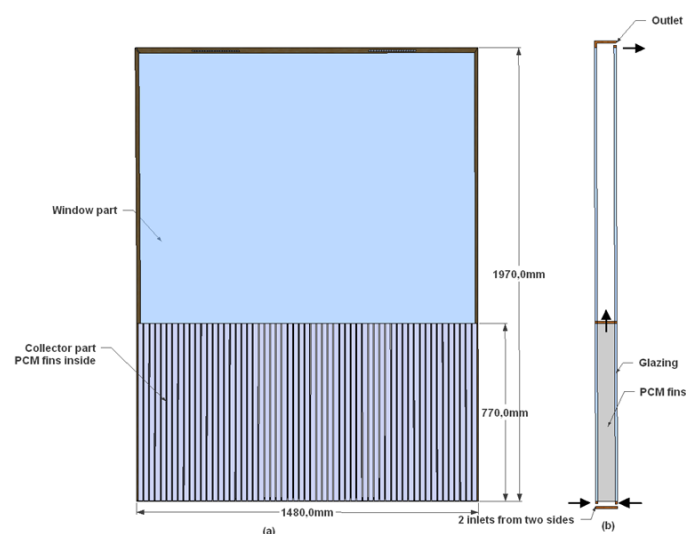 Outlet
Window part
1970,0mm
Collector part
PCM fins inside
Glazing
PCM fins
770,0mm
1480,0mm
2 inlets from two sides
(a)
(b)